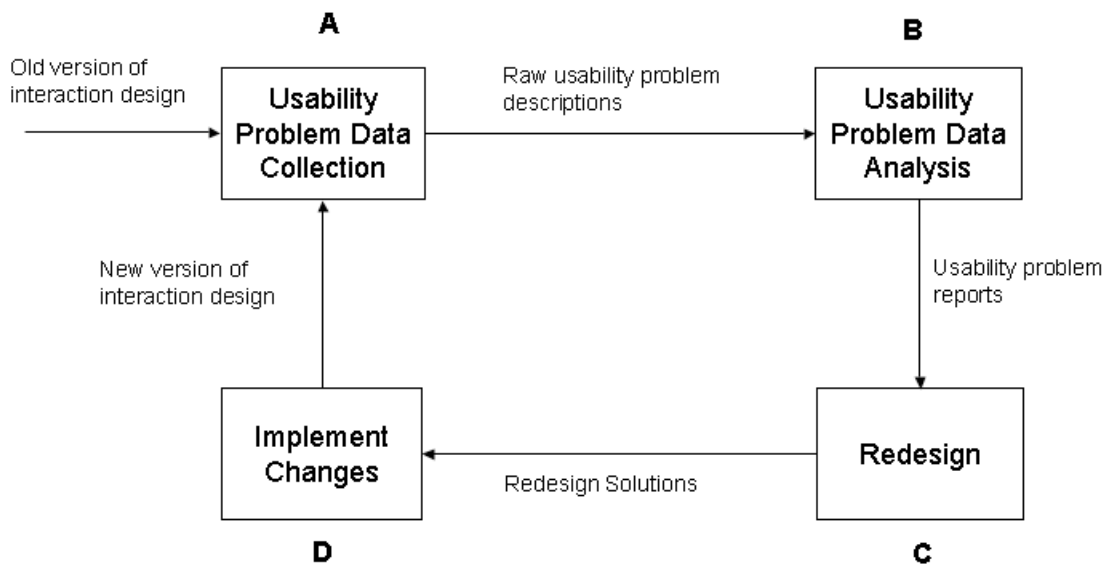 A
B
Old version of
interaction design
Usability
Problem Data
Collection
Raw usability problem
descriptions
Usability
Problem Data
Analysis
New version of
interaction design
Usability problem
reports
Implement
Changes
Redesign Solutions
Redesign
D
C